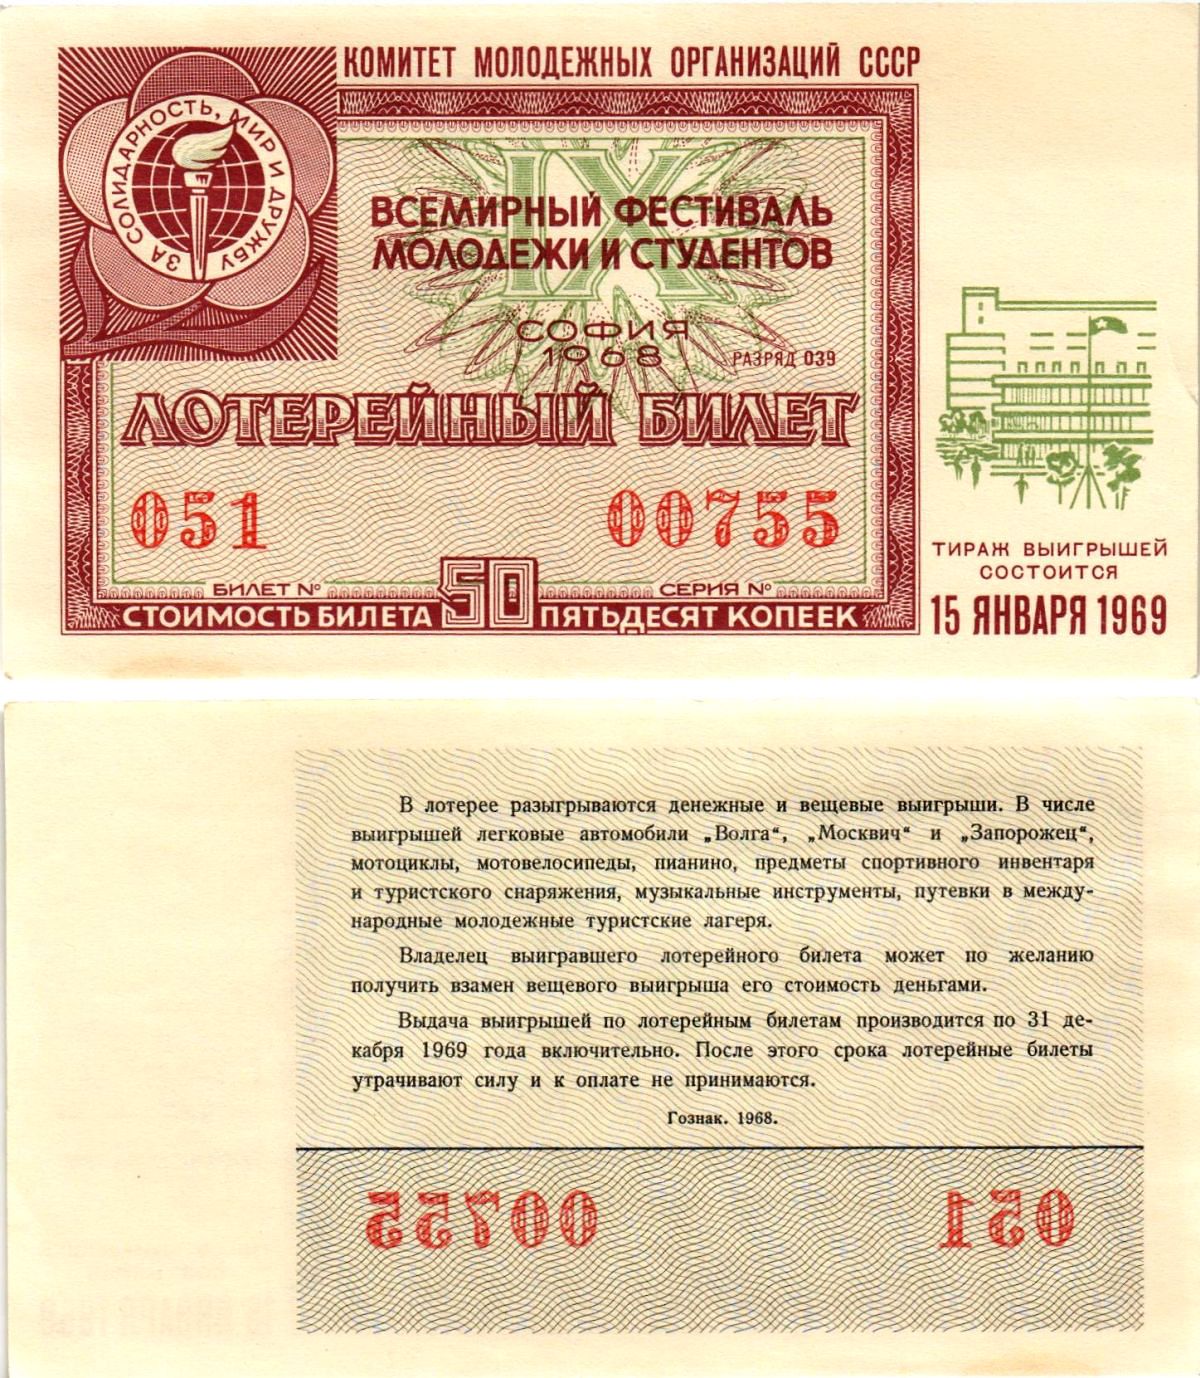 КОМИТЕТ МОЛОДЕЖНЫХ ОРГАНИЗАЦИЙ СССР
ЗА СОЛИДАРНОСТЬ, МИР И ДРУЖБУ
IX
ВСЕМИРНЫЙ ФЕСТИВАЛЬ
МОЛОДЕЖИ И СТУДЕНТОВ
СОФИЯ
1968
РАЗРЯД 039
ЛОТЕРЕЙНЫЙ БИЛЕТ
051 00755
БИЛЕТ № СЕРИЯ №
СТОИМОСТЬ БИЛЕТА 50 ПЯТЬДЕСЯТ КОПЕЕК
ТИРАЖ ВЫИГРЫШЕЙ
СОСТОИТСЯ
15 ЯНВАРЯ 1969
В лотерее разыгрываются денежные и вещевые выигрыши. В числе
выигрышей легковые автомобили „Волга“, „Москвич“ и „Запорожец“,
мотоциклы, мотовелосипеды, пианино, предметы спортивного инвентаря
и туристского снаряжения, музыкальные инструменты, путевки в между-
народные молодежные туристские лагеря.
Владелец выигравшего лотерейного билета может по желанию
получить взамен вещевого выигрыша его стоимость деньгами.
Выдача выигрышей по лотерейным билетам производится по 31 де-
кабря 1969 года включительно. После этого срока лотерейные билеты
утрачивают силу и к оплате не принимаются.
Гознак. 1968.
00755 051